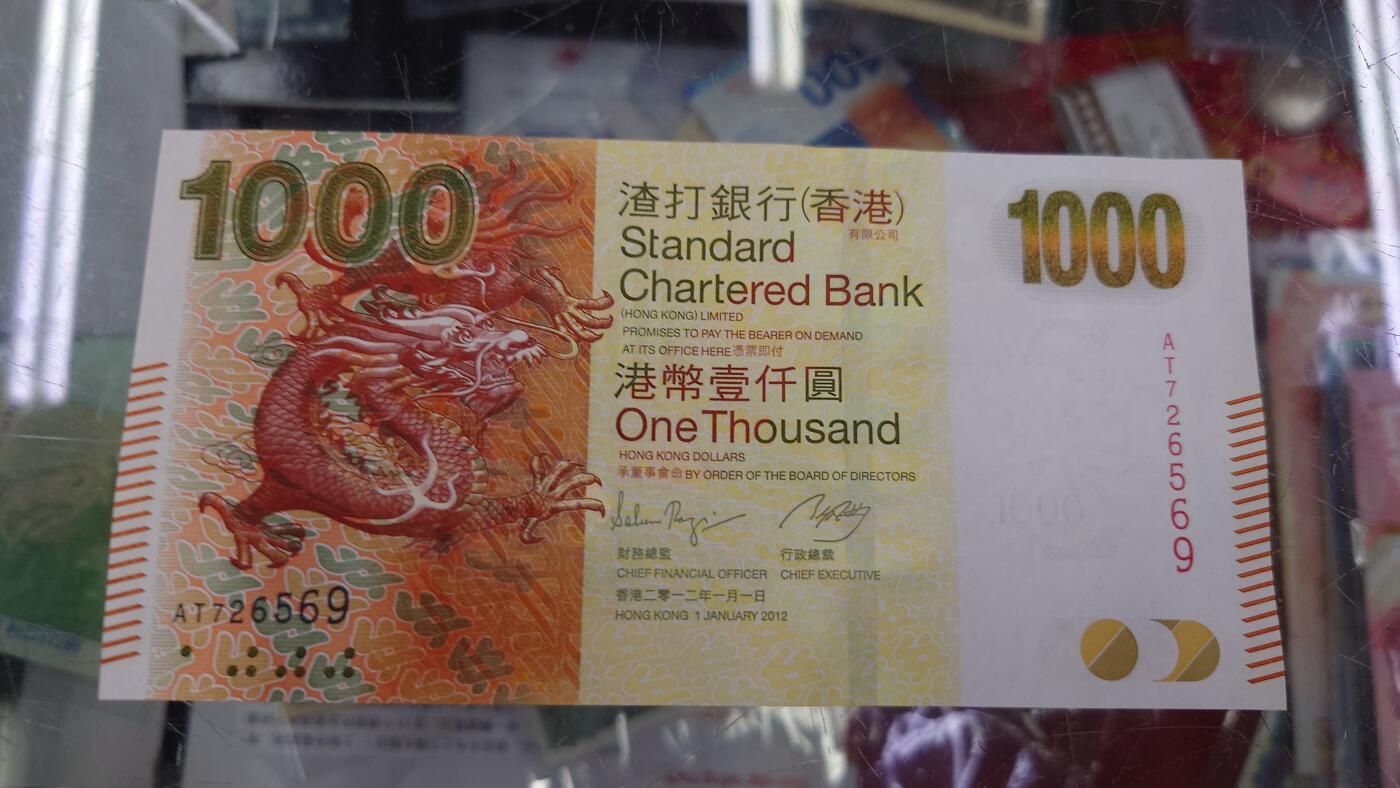 1000
渣打銀行(香港)
有限公司
Standard
Chartered Bank
(HONG KONG) LIMITED
PROMISES TO PAY THE BEARER ON DEMAND
AT ITS OFFICE HERE 憑票即付
港幣壹仟圓
One Thousand
HONG KONG DOLLARS
承董事會命 BY ORDER OF THE BOARD OF DIRECTORS
財務總監 行政總裁
CHIEF FINANCIAL OFFICER CHIEF EXECUTIVE
香港二零一二年一月一日
HONG KONG 1 JANUARY 2012
AT726569
1000
AT726569
1000
100